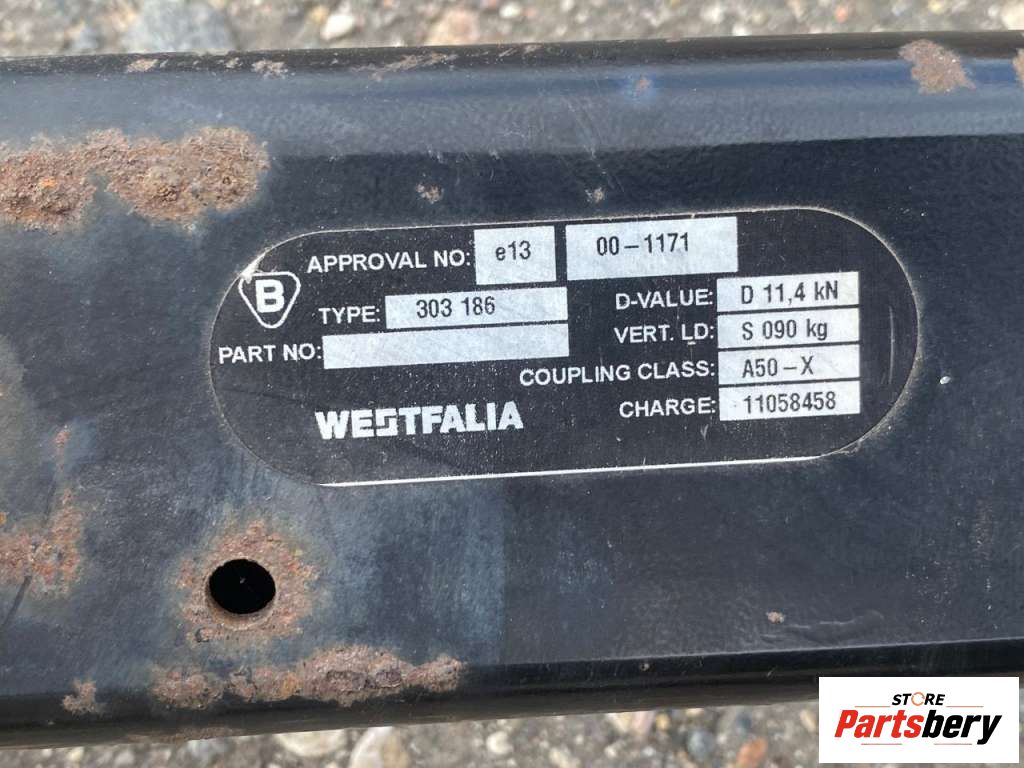 APPROVAL NO: e13 00-1171
B
TYPE: 303 186
D-VALUE: D 11,4 kN
PART NO:
VERT. LD: S 090 kg
COUPLING CLASS: A50-X
WESTFALIA
CHARGE: 11058458
STORE
Partsbery